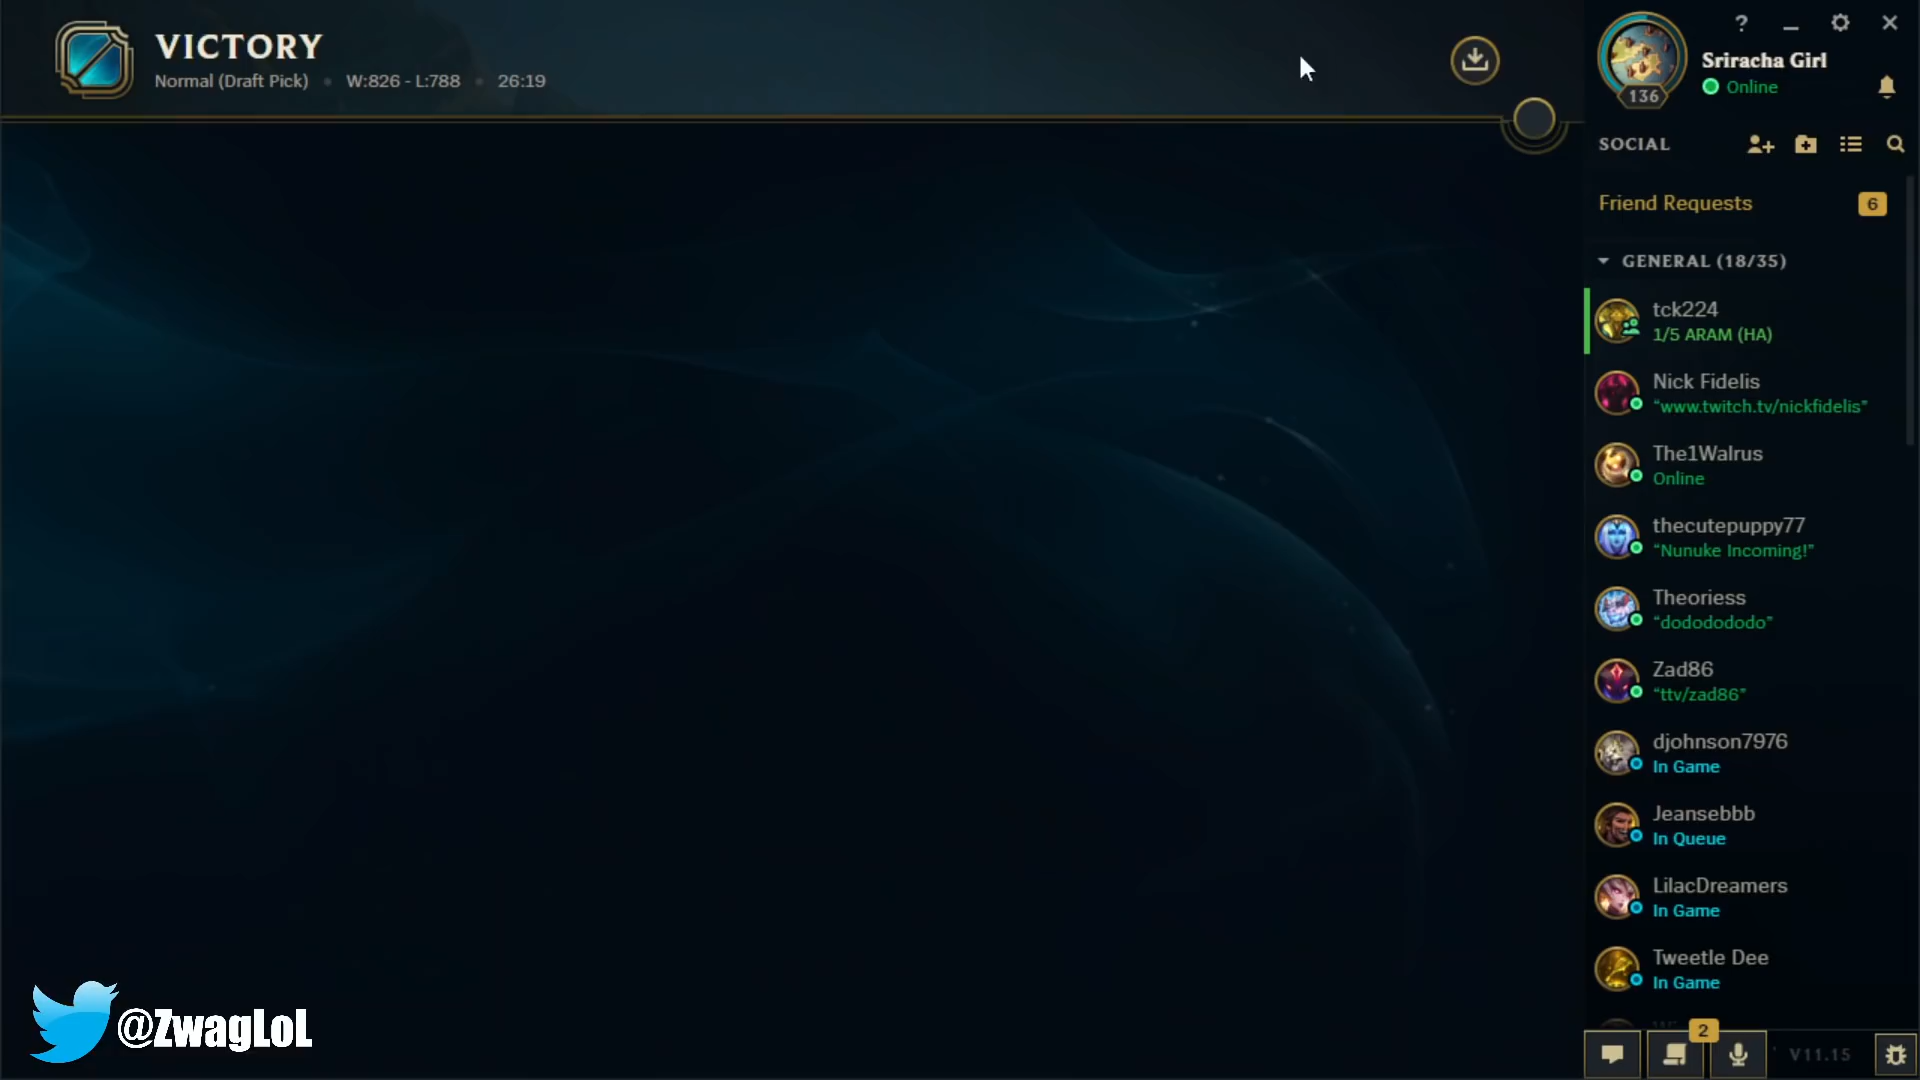 VICTORY
Normal (Draft Pick) • W:826 - L:788 • 26:19
?
136
Sriracha Girl
Online
SOCIAL
Friend Requests 6
GENERAL (18/35)
tck224
1/5 ARAM (HA)
Nick Fidelis
“www.twitch.tv/nickfidelis”
The1Walrus
Online
thecutepuppy77
“Nunuke Incoming!”
Theoriess
“dodododododo”
Zad86
“ttv/zad86”
djohnson7976
In Game
Jeansebbb
In Queue
LilacDreamers
In Game
Tweetle Dee
In Game
2
V11.15
@ZwagLoL